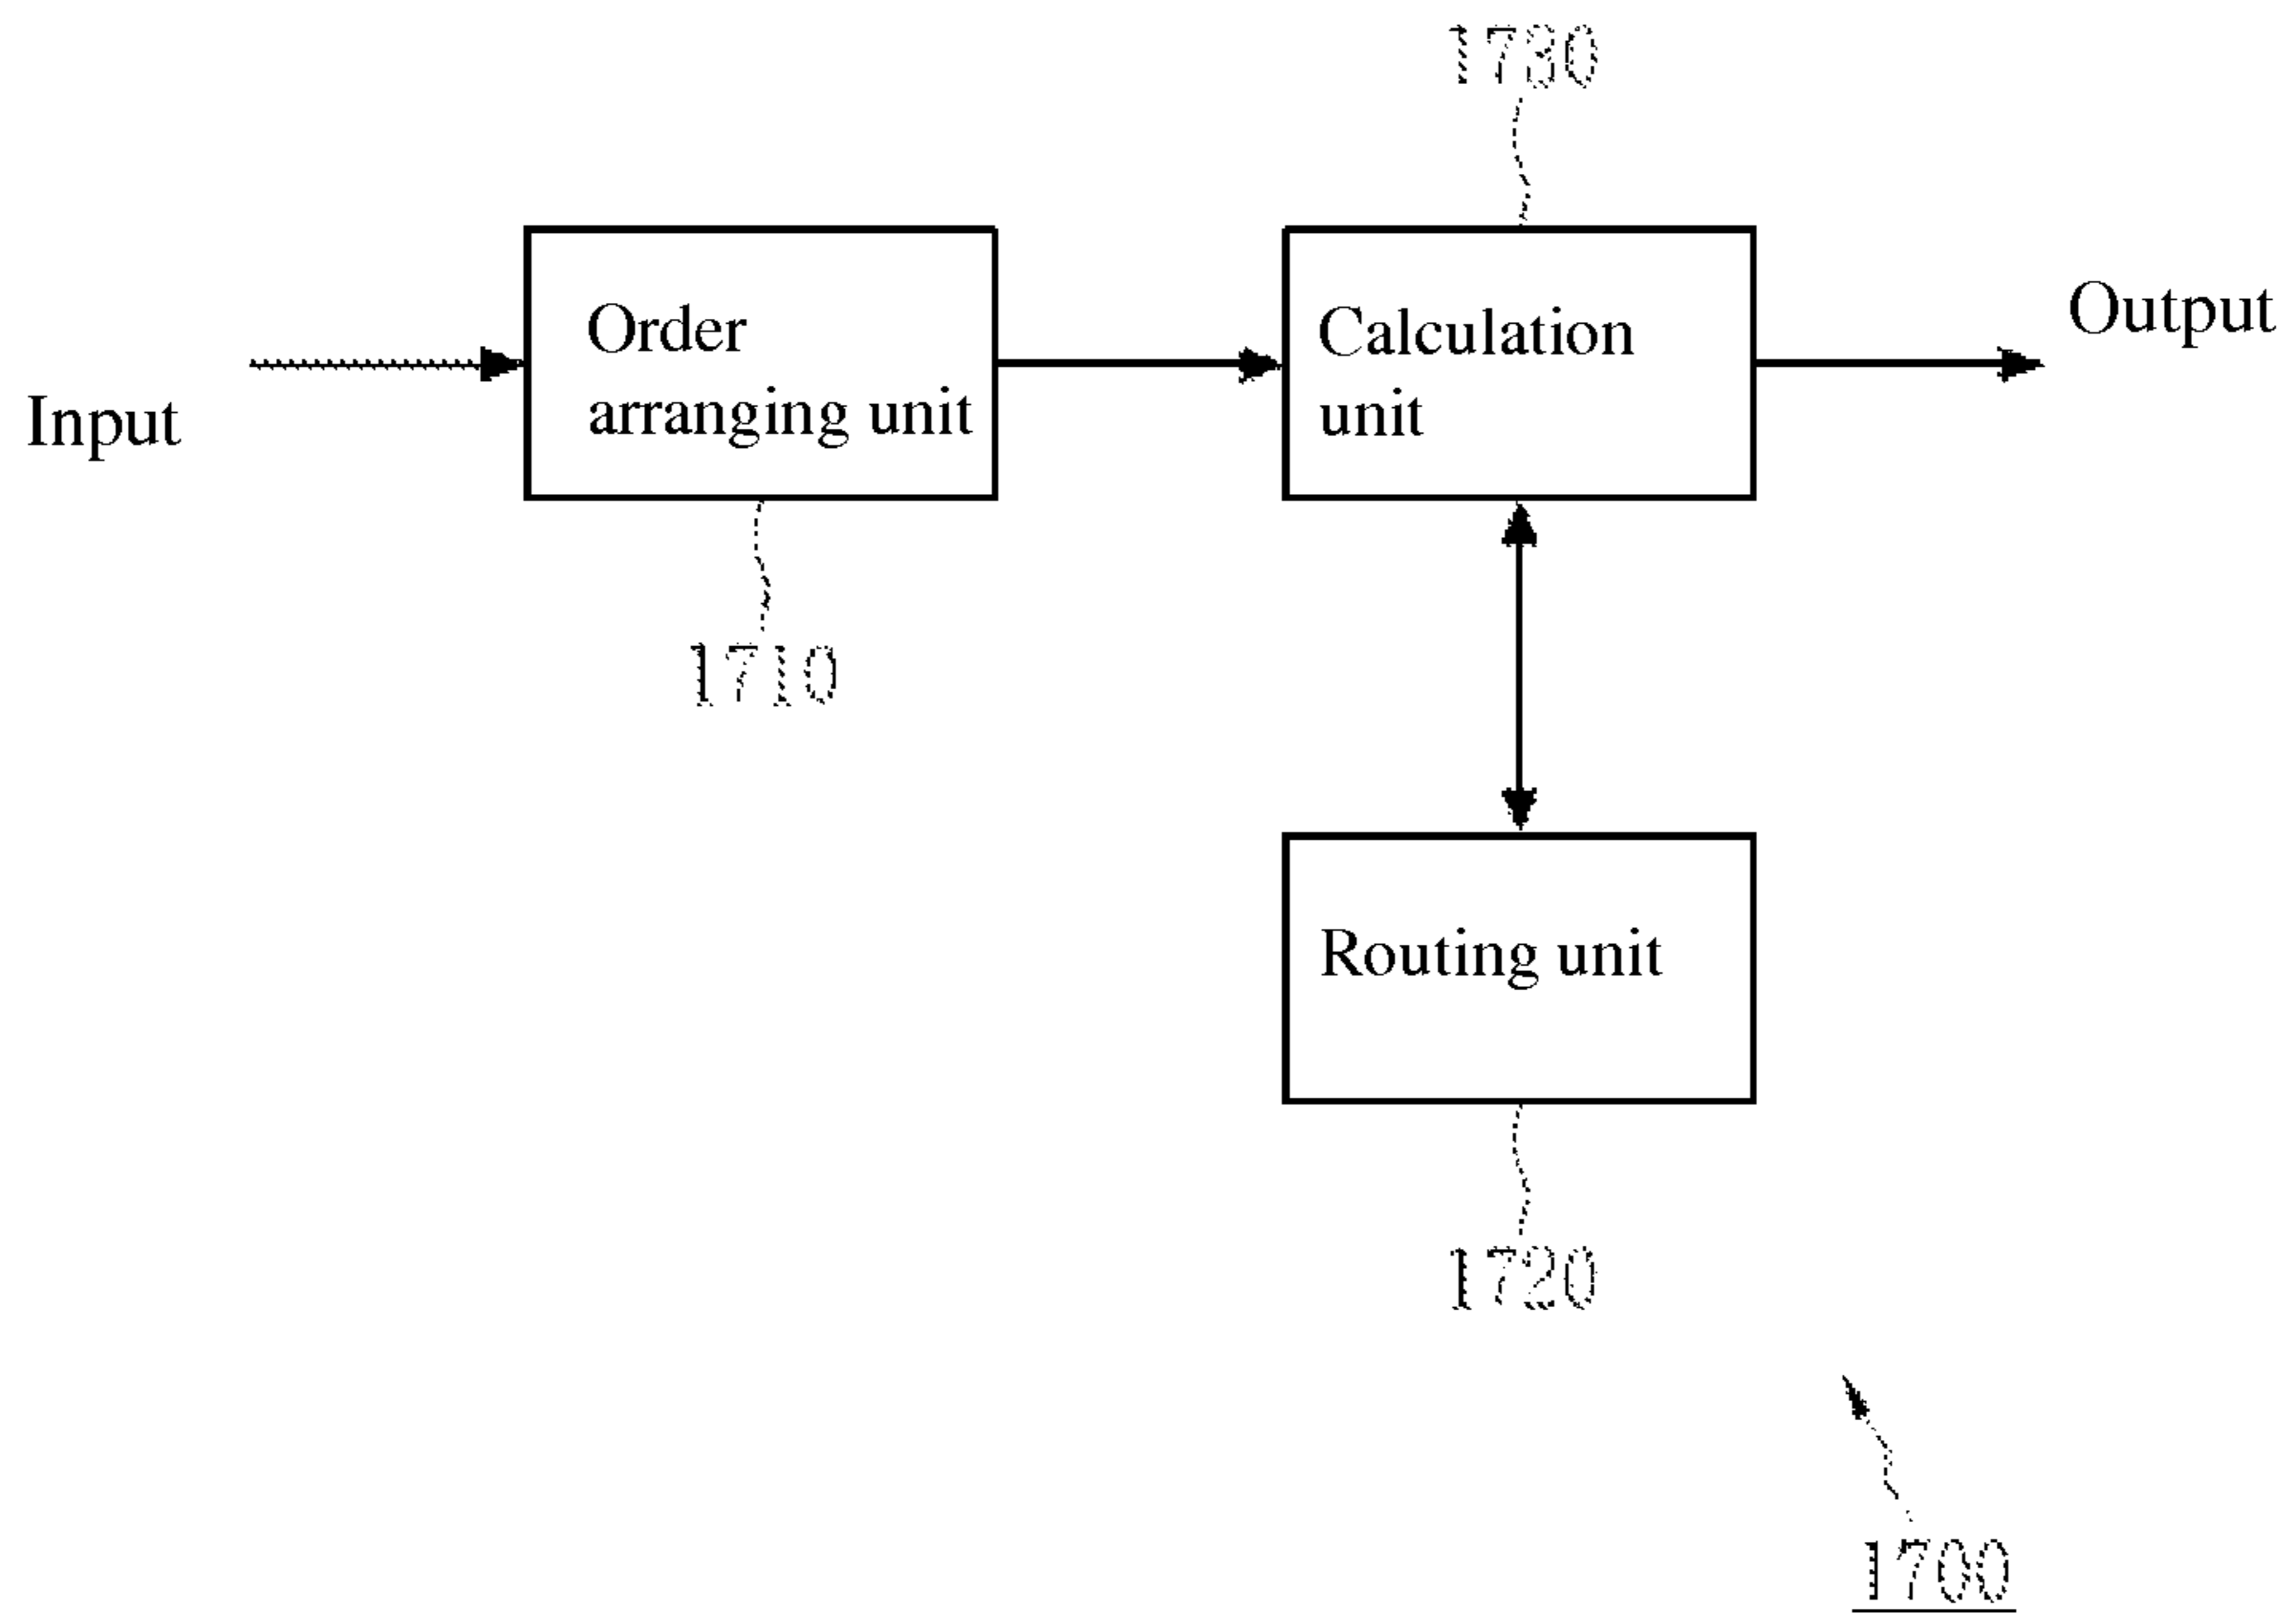 1730
Order
arranging unit
Calculation
unit
Output
Input
1710
Routing unit
1720
1700